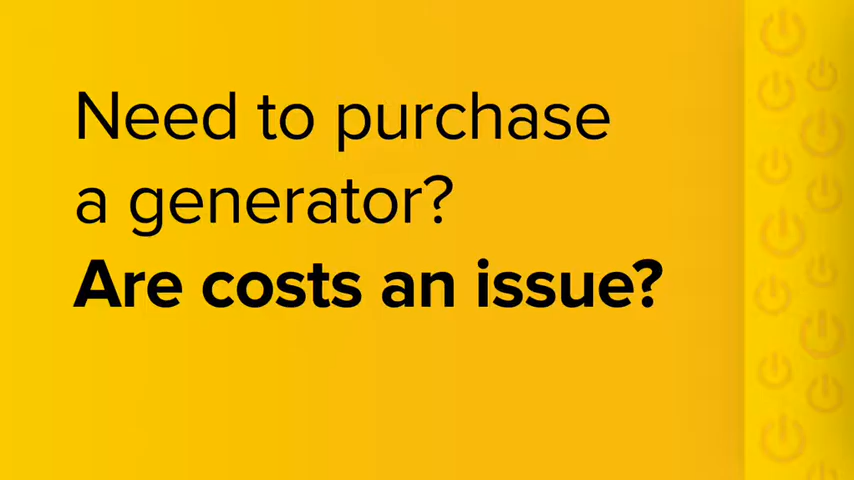 Need to purchase
a generator?
Are costs an issue?